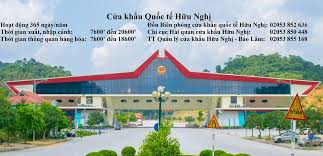 Cửa khẩu Quốc tế Hữu Nghị
Hoạt động 365 ngày/năm
Thời gian xuất, nhập cảnh: 7h00' đến 20h00'
Thời gian thông quan hàng hóa: 7h00' đến 18h00'
Đồn Biên phòng cửa khẩu quốc tế Hữu Nghị: 02053 852 636
Chi cục Hải quan cửa khẩu Hữu Nghị: 02053 850 448
TT Quản lý cửa khẩu Hữu Nghị - Bảo Lâm: 02053 855 168